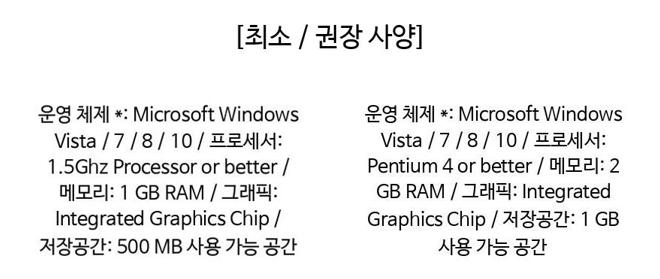 [최소 / 권장 사양]
운영 체제 *: Microsoft Windows
Vista / 7 / 8 / 10 / 프로세서:
1.5Ghz Processor or better /
메모리: 1 GB RAM / 그래픽:
Integrated Graphics Chip /
저장공간: 500 MB 사용 가능 공간
운영 체제 *: Microsoft Windows
Vista / 7 / 8 / 10 / 프로세서:
Pentium 4 or better / 메모리: 2
GB RAM / 그래픽: Integrated
Graphics Chip / 저장공간: 1 GB
사용 가능 공간